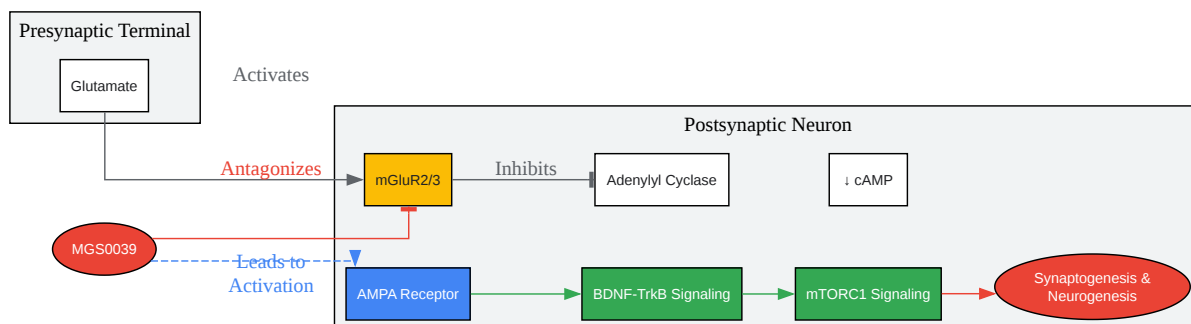 Presynaptic Terminal
Glutamate
Activates
Postsynaptic Neuron
Antagonizes
mGluR2/3
Inhibits
Adenylyl Cyclase
↓ cAMP
MGS0039
Leads to
Activation
AMPA Receptor
BDNF-TrkB Signaling
mTORC1 Signaling
Synaptogenesis &
Neurogenesis